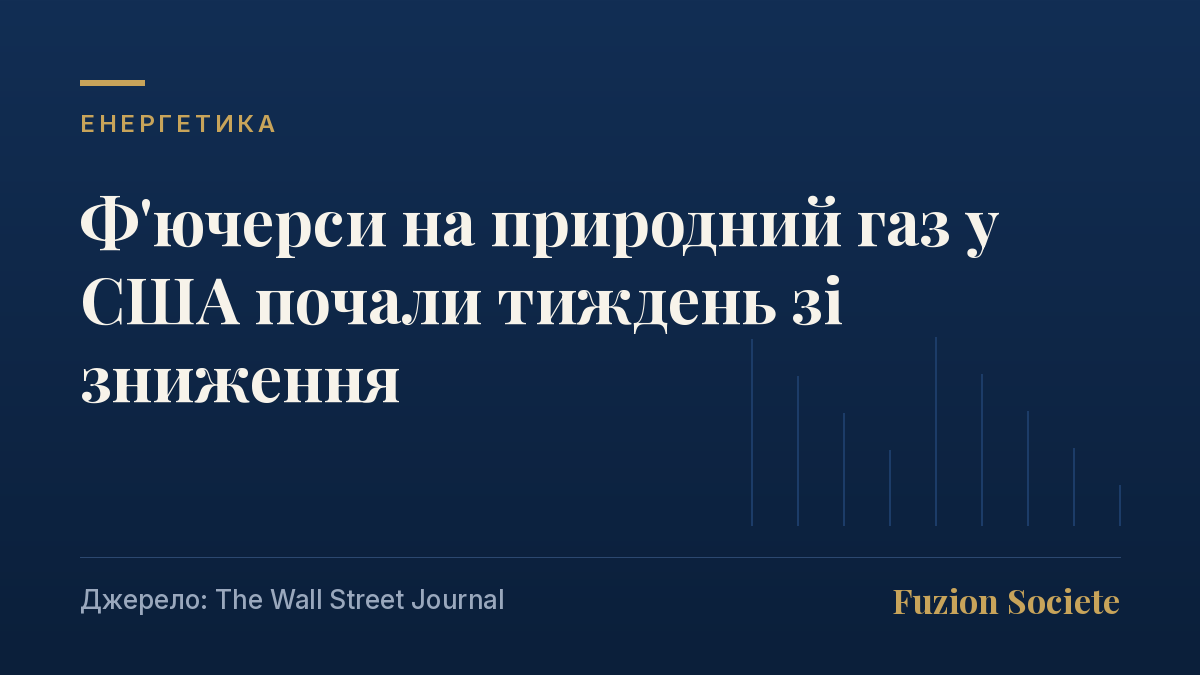 ЕНЕРГЕТИКА
Ф'ючерси на природний газ у
США почали тиждень зі
зниження
Джерело: The Wall Street Journal
Fuzion Societe